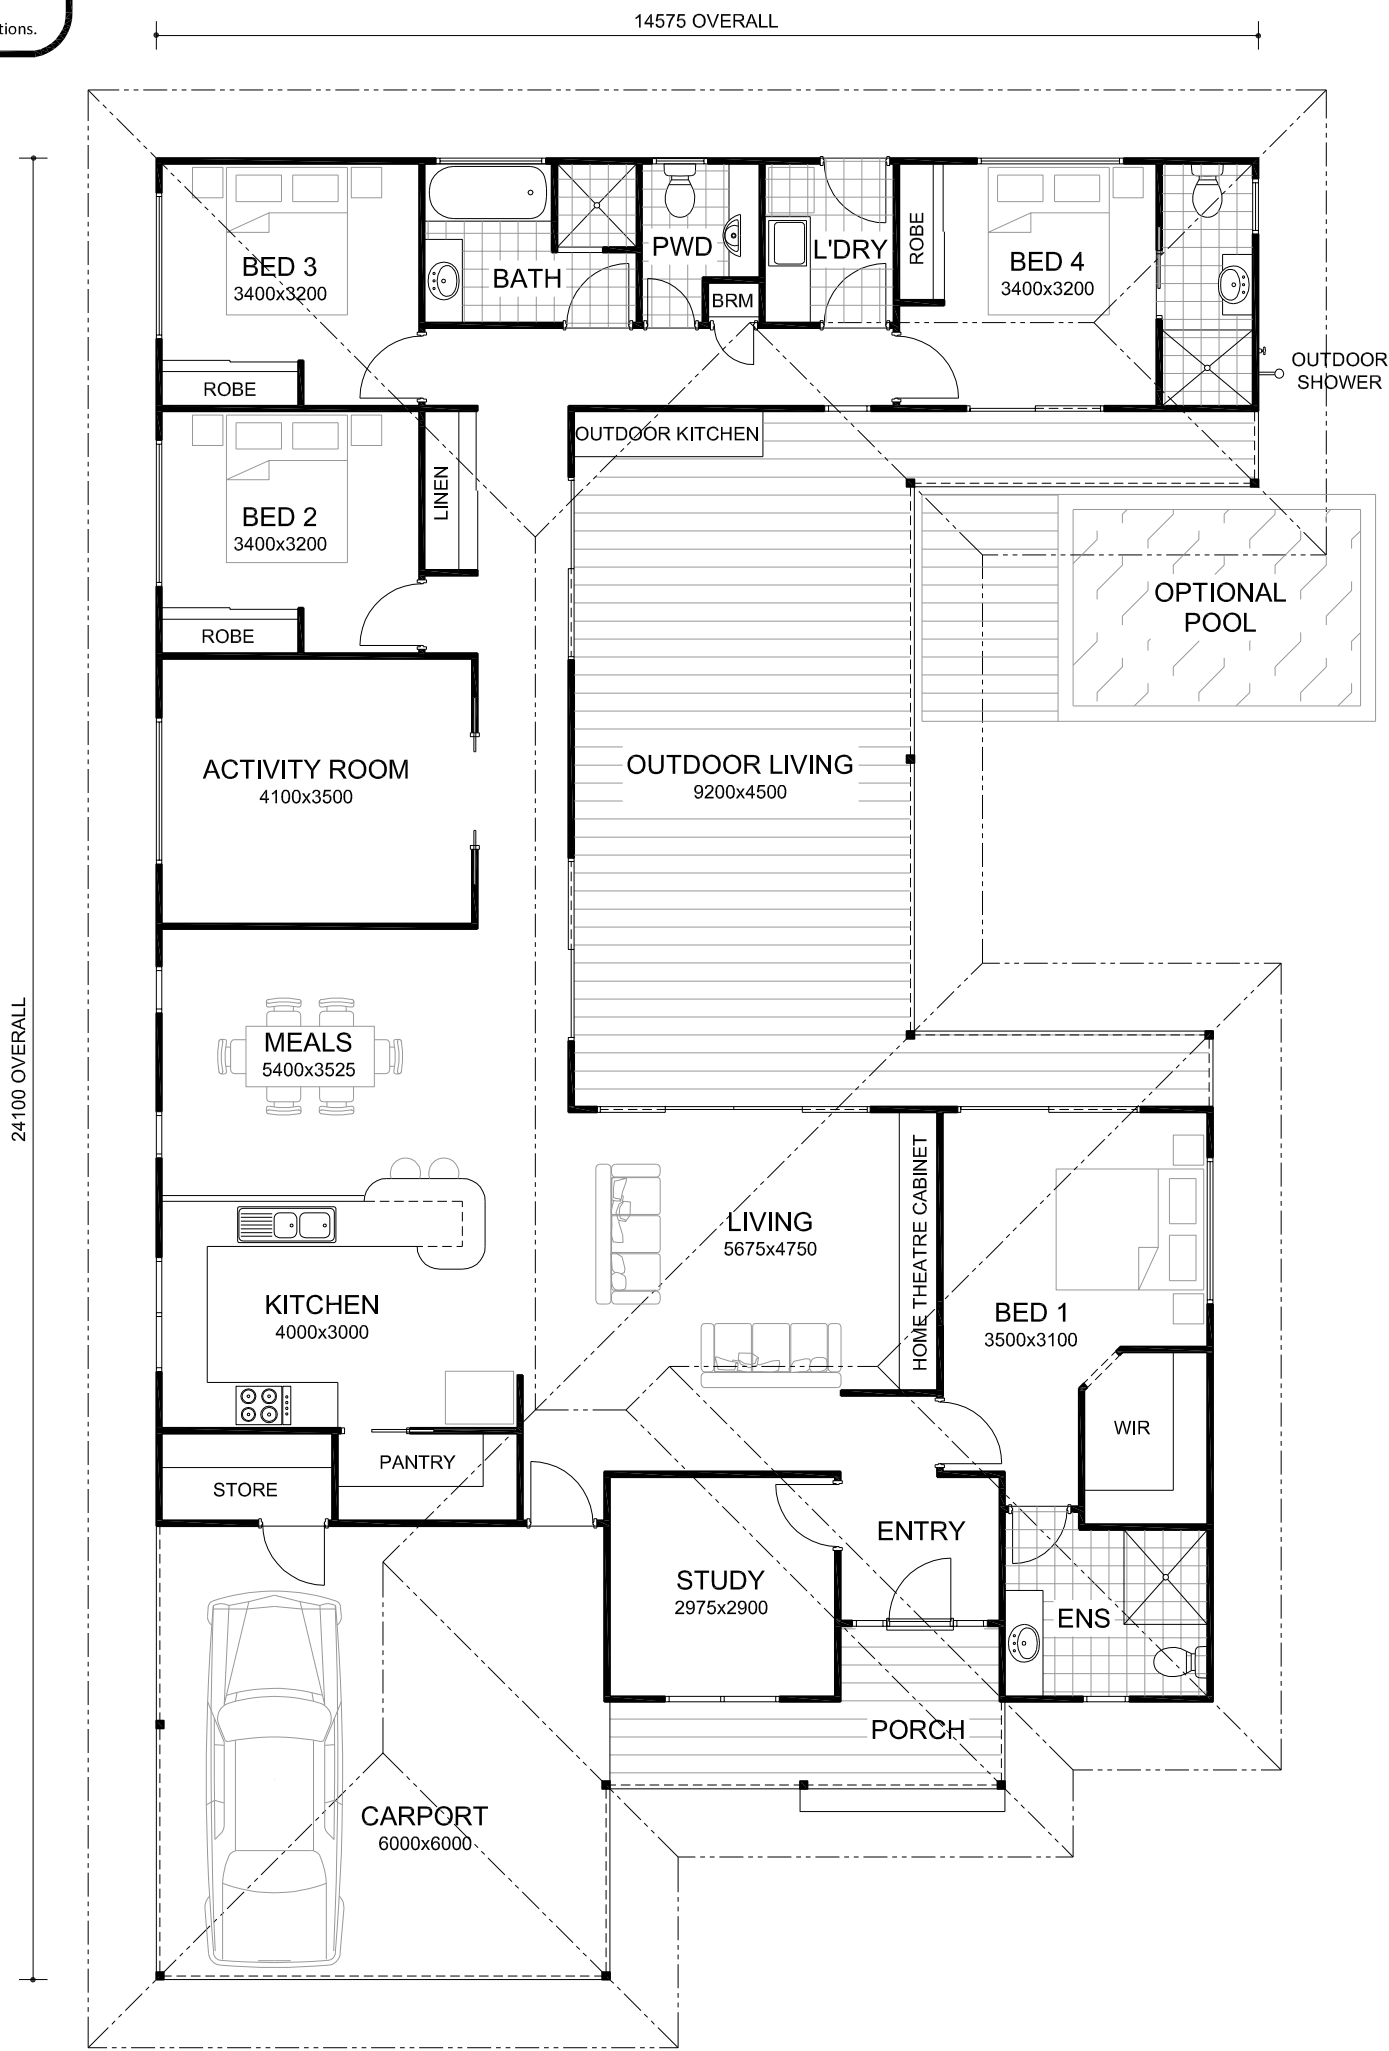 tions.
14575 OVERALL
24100 OVERALL
BED 3
3400x3200
ROBE
BATH
PWD
BRM
L'DRY
ROBE
BED 4
3400x3200
OUTDOOR
SHOWER
OUTDOOR KITCHEN
BED 2
3400x3200
LINEN
ROBE
OPTIONAL
POOL
ACTIVITY ROOM
4100x3500
OUTDOOR LIVING
9200x4500
MEALS
5400x3525
LIVING
5675x4750
HOME THEATRE CABINET
KITCHEN
4000x3000
BED 1
3500x3100
WIR
PANTRY
STORE
ENTRY
STUDY
2975x2900
ENS
PORCH
CARPORT
6000x6000